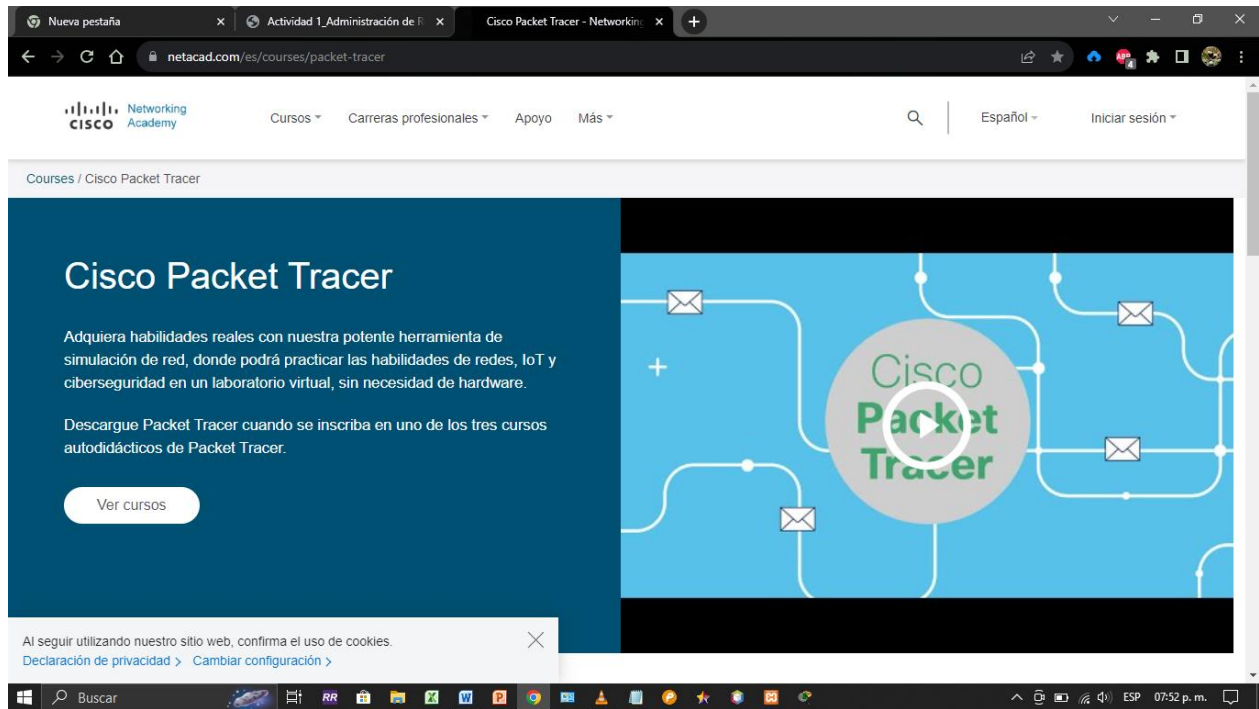 Nueva pestaña
Actividad 1_Administración de R
Cisco Packet Tracer - Networking
netacad.com/es/courses/packet-tracer
ABP
4
CISCO
Networking
Academy
Cursos
Carreras profesionales
Apoyo
Más
Español
Iniciar sesión
Courses / Cisco Packet Tracer
Cisco Packet Tracer
Adquiera habilidades reales con nuestra potente herramienta de
simulación de red, donde podrá practicar las habilidades de redes, IoT y
ciberseguridad en un laboratorio virtual, sin necesidad de hardware.
Descargue Packet Tracer cuando se inscriba en uno de los tres cursos
autodidácticos de Packet Tracer.
Ver cursos
Cisco
Packet
Tracer
Al seguir utilizando nuestro sitio web, confirma el uso de cookies.
Declaración de privacidad > Cambiar configuración >
Buscar
RR
ESP
07:52 p. m.